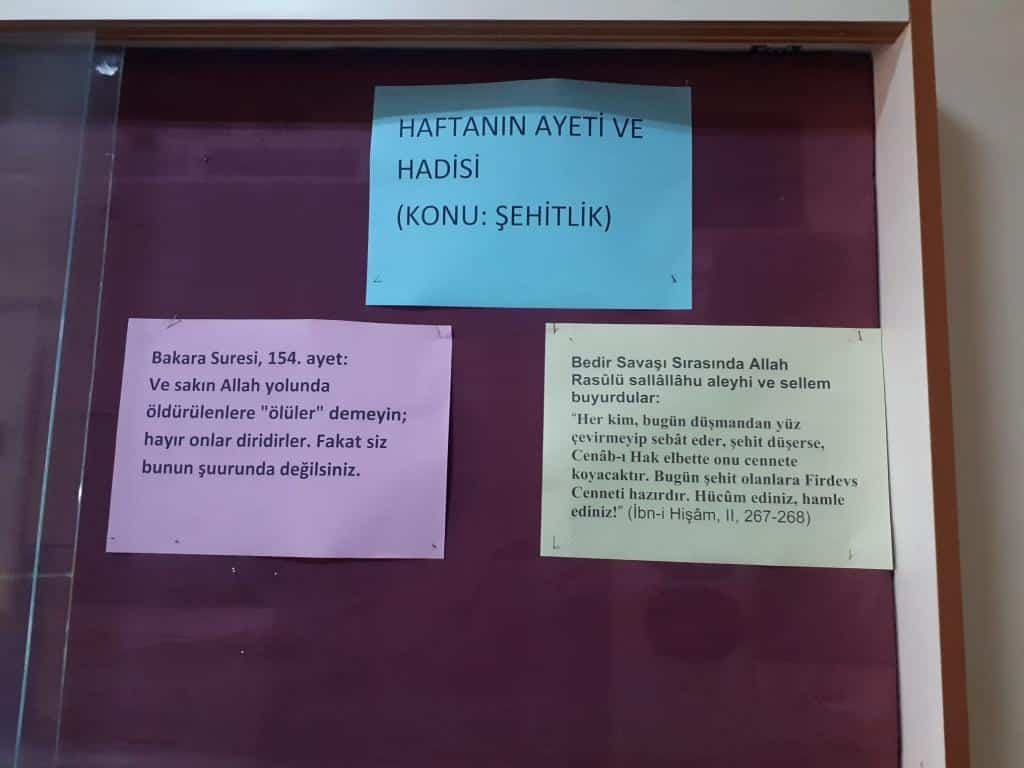 HAFTANIN AYETİ VE
HADİSİ
(KONU: ŞEHİTLİK)
Bakara Suresi, 154. ayet:
Ve sakın Allah yolunda
öldürülenlere "ölüler" demeyin;
hayır onlar diridirler. Fakat siz
bunun şuurunda değilsiniz.
Bedir Savaşı Sırasında Allah
Rasûlü sallâllâhu aleyhi ve sellem
buyurdular:
“Her kim, bugün düşmandan yüz
çevirmeyip sebât eder, şehit düşerse,
Cenâb-ı Hak elbette onu cennete
koyacaktır. Bugün şehit olanlara Firdevs
Cenneti hazırdır. Hücûm ediniz, hamle
ediniz!” (İbn-i Hişâm, II, 267-268)